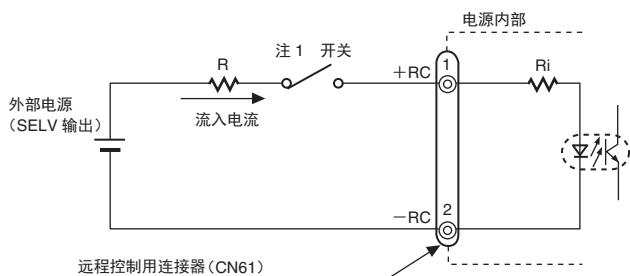 电源内部
R
注 1 开关
+RC
1
Ri
外部电源
(SELV 输出)
流入电流
-RC
2
远程控制用连接器(CN61)